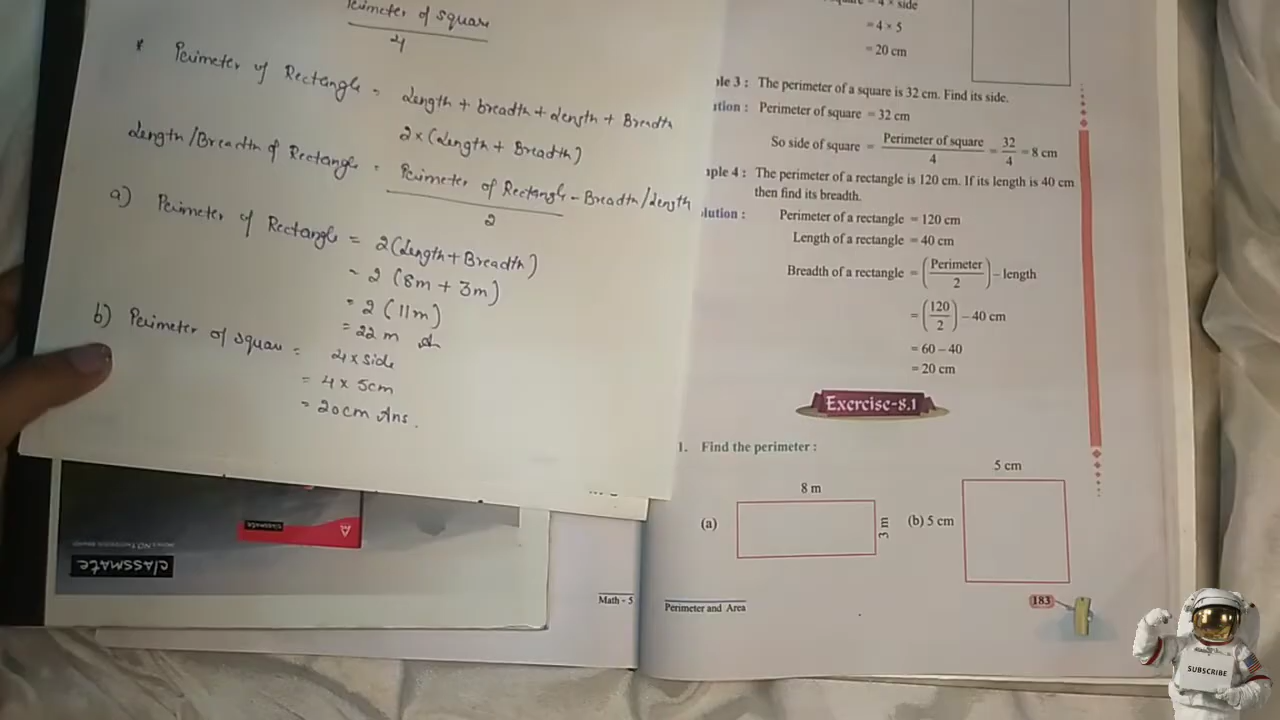 Perimeter of square
4
* Perimeter of Rectangle = Length + breadth + Length + Breadth
2 × (Length + Breadth)
Length/Breadth of Rectangle = Perimeter of Rectangle - Breadth/Length
2
a) Perimeter of Rectangle = 2(Length + Breadth)
= 2 (8m + 3m)
= 2 (11m)
= 22 m
b) Perimeter of square = 4 × side
= 4 × 5cm
= 20cm Ans.
= 4 × side
= 4 × 5
= 20 cm
ple 3 : The perimeter of a square is 32 cm. Find its side.
ution : Perimeter of square = 32 cm
So side of square = Perimeter of square / 4 = 32 / 4 = 8 cm
mple 4 : The perimeter of a rectangle is 120 cm. If its length is 40 cm
then find its breadth.
lution : Perimeter of a rectangle = 120 cm
Length of a rectangle = 40 cm
Breadth of a rectangle = (Perimeter / 2) – length
= (120 / 2) – 40 cm
= 60 – 40
= 20 cm
Exercise-8.1
1. Find the perimeter :
5 cm
8 m
(a)
3 m
(b) 5 cm
classmate
Math - 5
Perimeter and Area
183
SUBSCRIBE